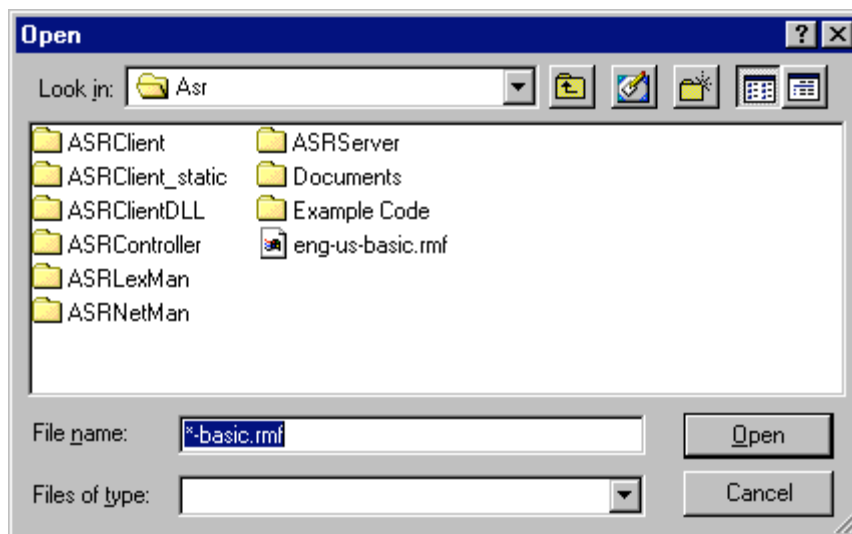 Open
Look in: Asr
ASRClient
ASRClient_static
ASRClientDLL
ASRController
ASRLexMan
ASRNetMan
ASRServer
Documents
Example Code
eng-us-basic.rmf
File name: *-basic.rmf
Open
Files of type:
Cancel